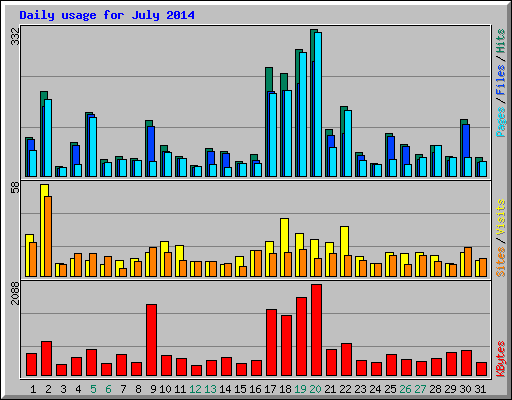 Daily usage for July 2014
332
Pages / Files / Hits
58
Sites / Visits
2088
KBytes
1 2 3 4 5 6 7 8 9 10 11 12 13 14 15 16 17 18 19 20 21 22 23 24 25 26 27 28 29 30 31